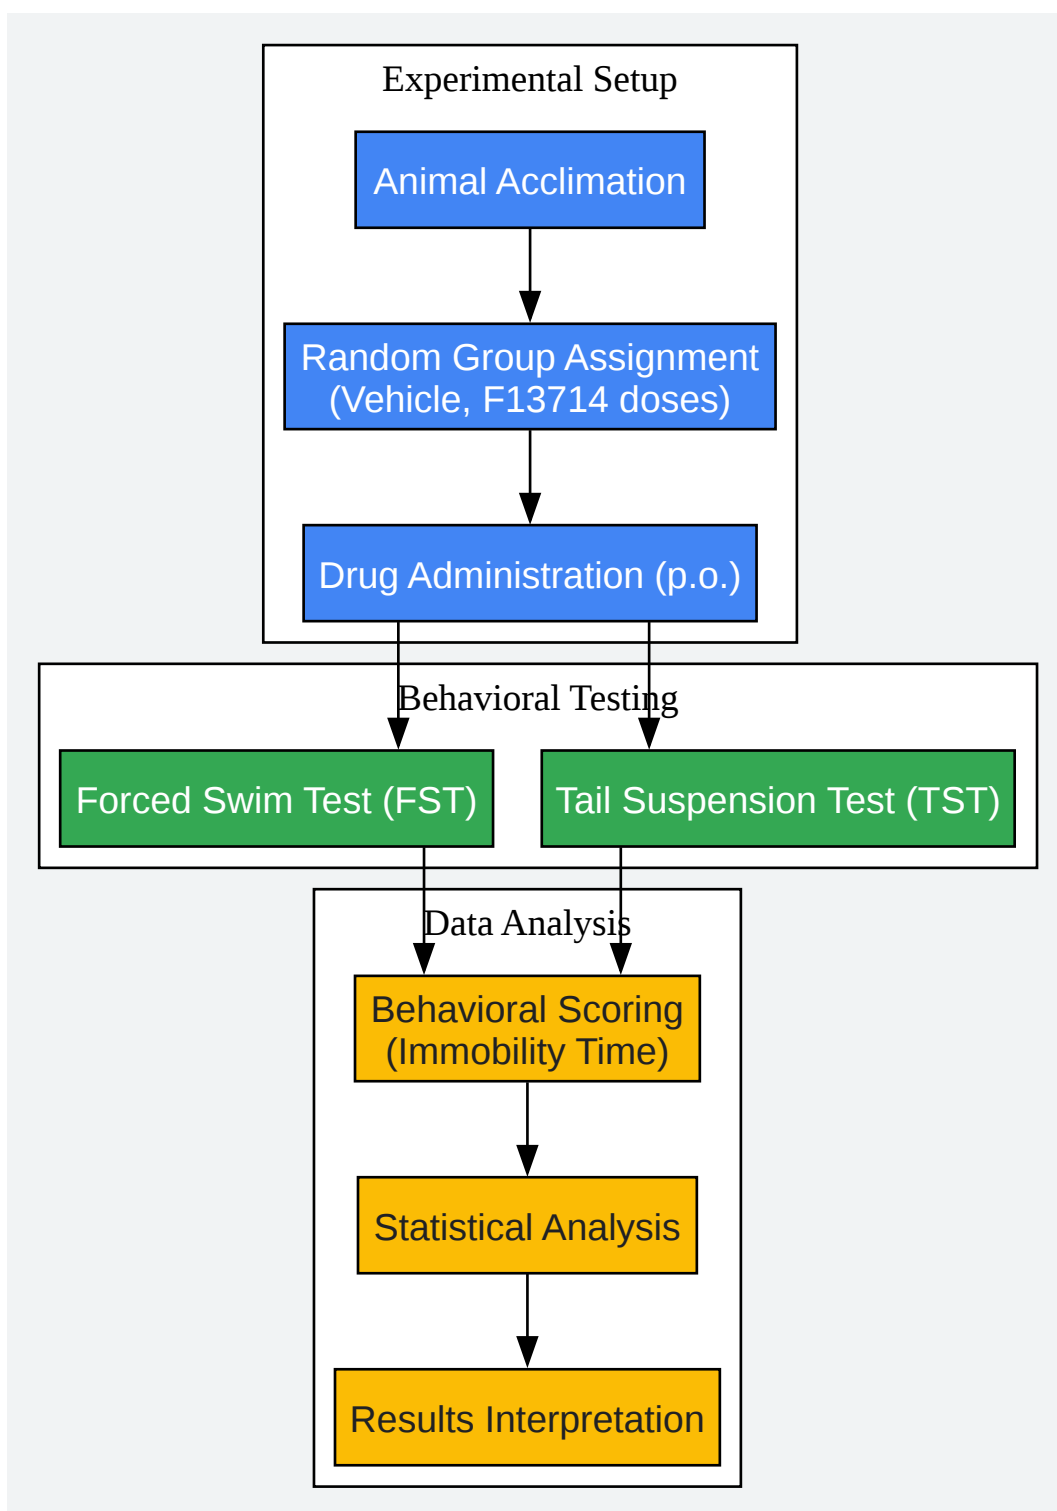 Experimental Setup
Animal Acclimation
Random Group Assignment
(Vehicle, F13714 doses)
Drug Administration (p.o.)
Behavioral Testing
Forced Swim Test (FST)
Tail Suspension Test (TST)
Data Analysis
Behavioral Scoring
(Immobility Time)
Statistical Analysis
Results Interpretation